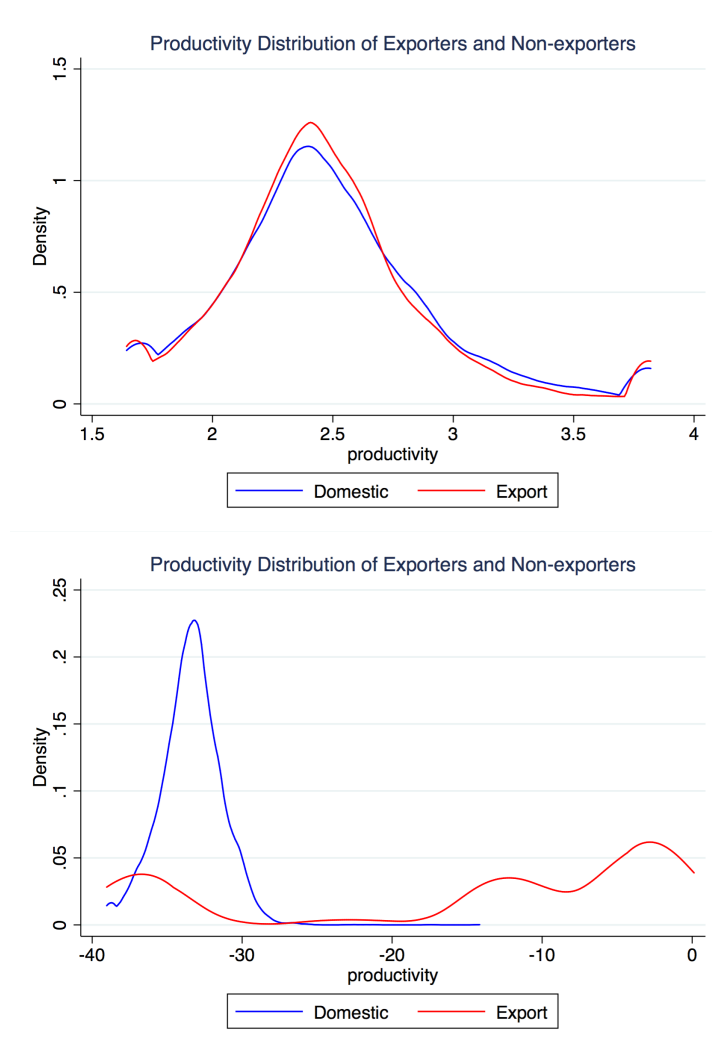 Productivity Distribution of Exporters and Non-exporters
1.5
1
.5
0
Density
1.5 2 2.5 3 3.5 4
productivity
Domestic Export
Productivity Distribution of Exporters and Non-exporters
.25
.2
.15
.1
.05
0
Density
-40 -30 -20 -10 0
productivity
Domestic Export